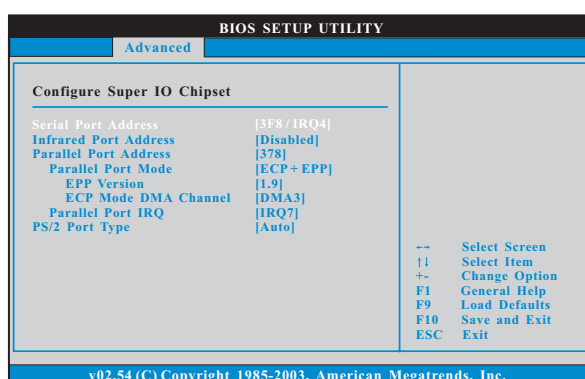 BIOS SETUP UTILITY
Advanced
Configure Super IO Chipset
Serial Port Address [3F8 / IRQ4]
Infrared Port Address [Disabled]
Parallel Port Address [378]
Parallel Port Mode [ECP + EPP]
EPP Version [1.9]
ECP Mode DMA Channel [DMA3]
Parallel Port IRQ [IRQ7]
PS/2 Port Type [Auto]
←→ Select Screen
↑↓ Select Item
+- Change Option
F1 General Help
F9 Load Defaults
F10 Save and Exit
ESC Exit
v02.54 (C) Copyright 1985-2003, American Megatrends, Inc.